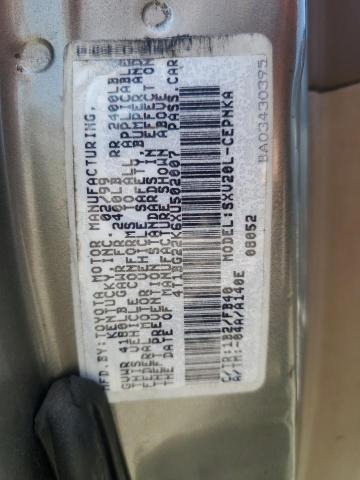 MFD.BY: TOYOTA MOTOR MANUFACTURING,
KENTUCKY, INC. 02/99
GVWR 4180LB GAWR FR 2400LB RR 2400LB
THIS VEHICLE CONFORMS TO ALL APPLICABLE
FEDERAL MOTOR VEHICLE SAFETY, BUMPER AND
THEFT PREVENTION STANDARDS IN EFFECT ON
THE DATE OF MANUFACTURE SHOWN ABOVE
4T1BG22K6XU502007 PASS.CAR
C/TR:1B2/FB40 MODEL:SXV20L-CEPNKA
A/TM:-04A/A140E 08052
BA03430395